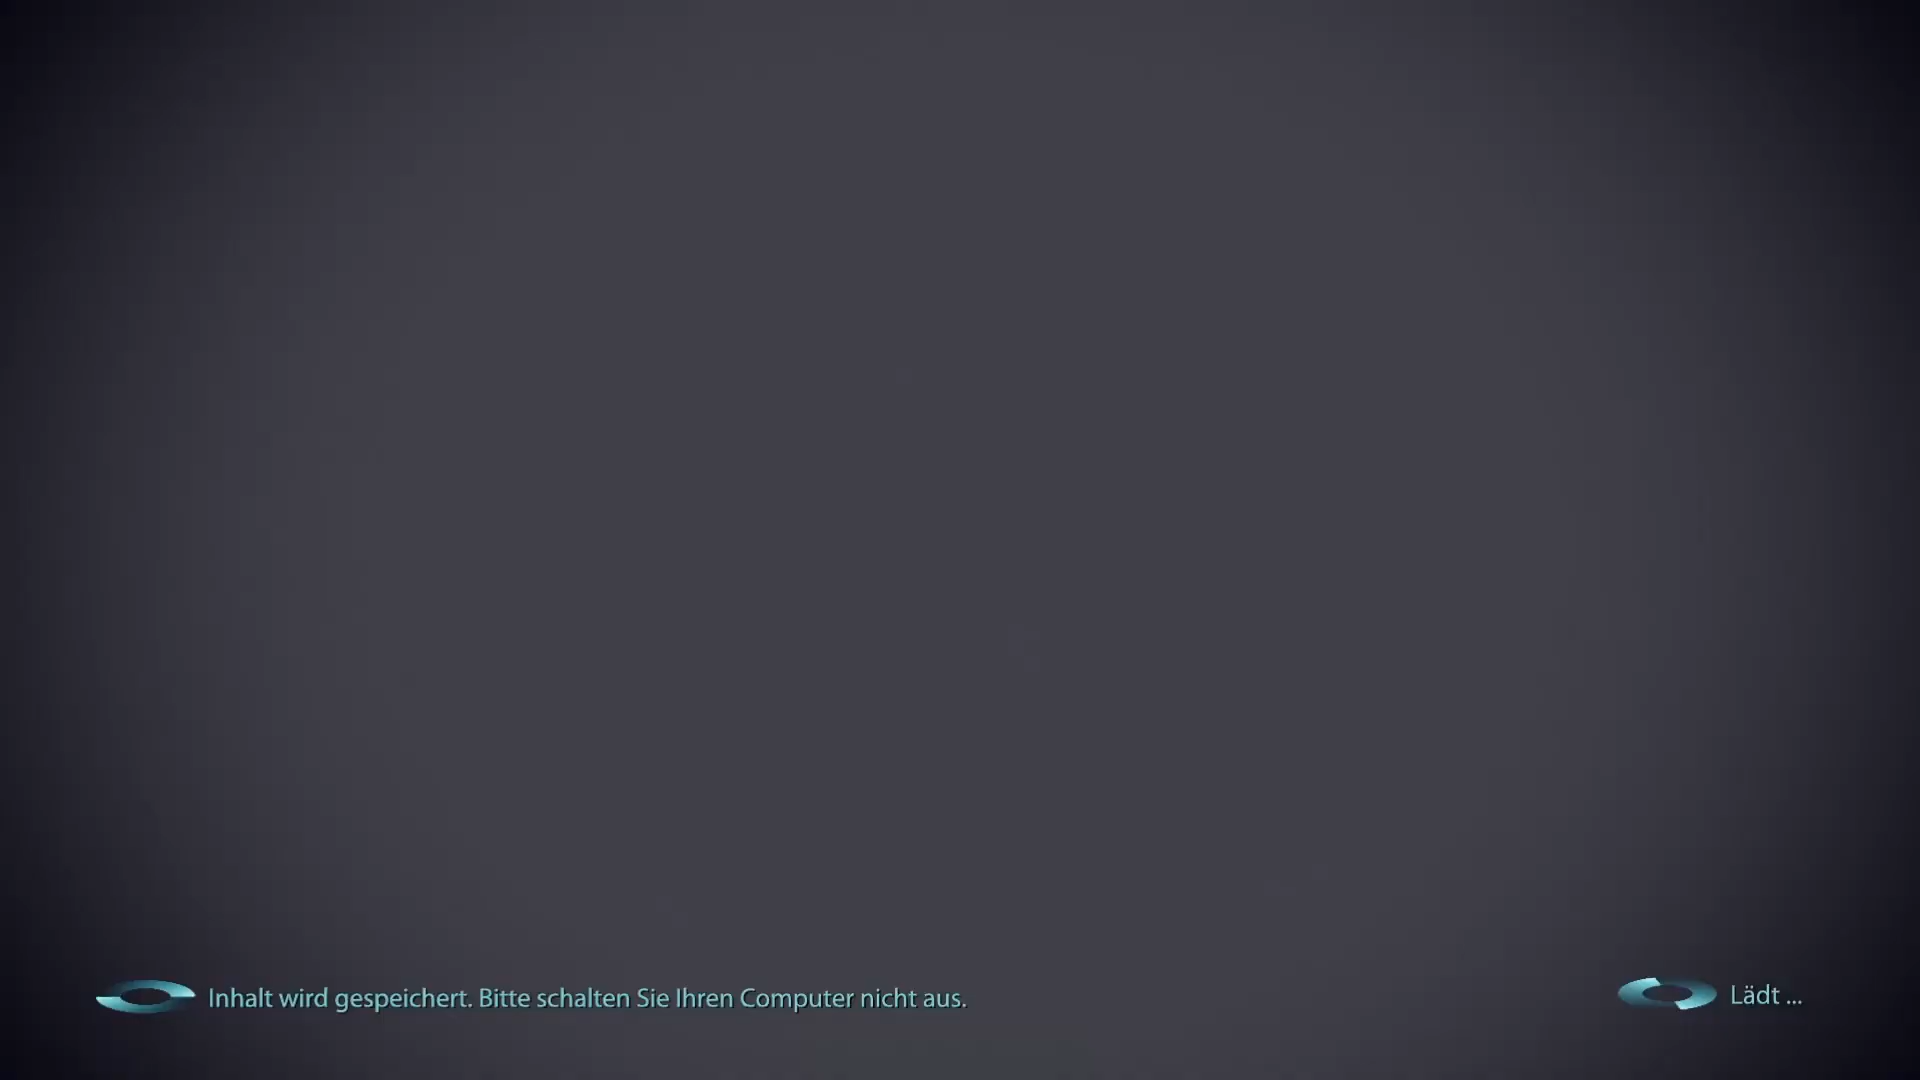 Inhalt wird gespeichert. Bitte schalten Sie Ihren Computer nicht aus.
Lädt ...